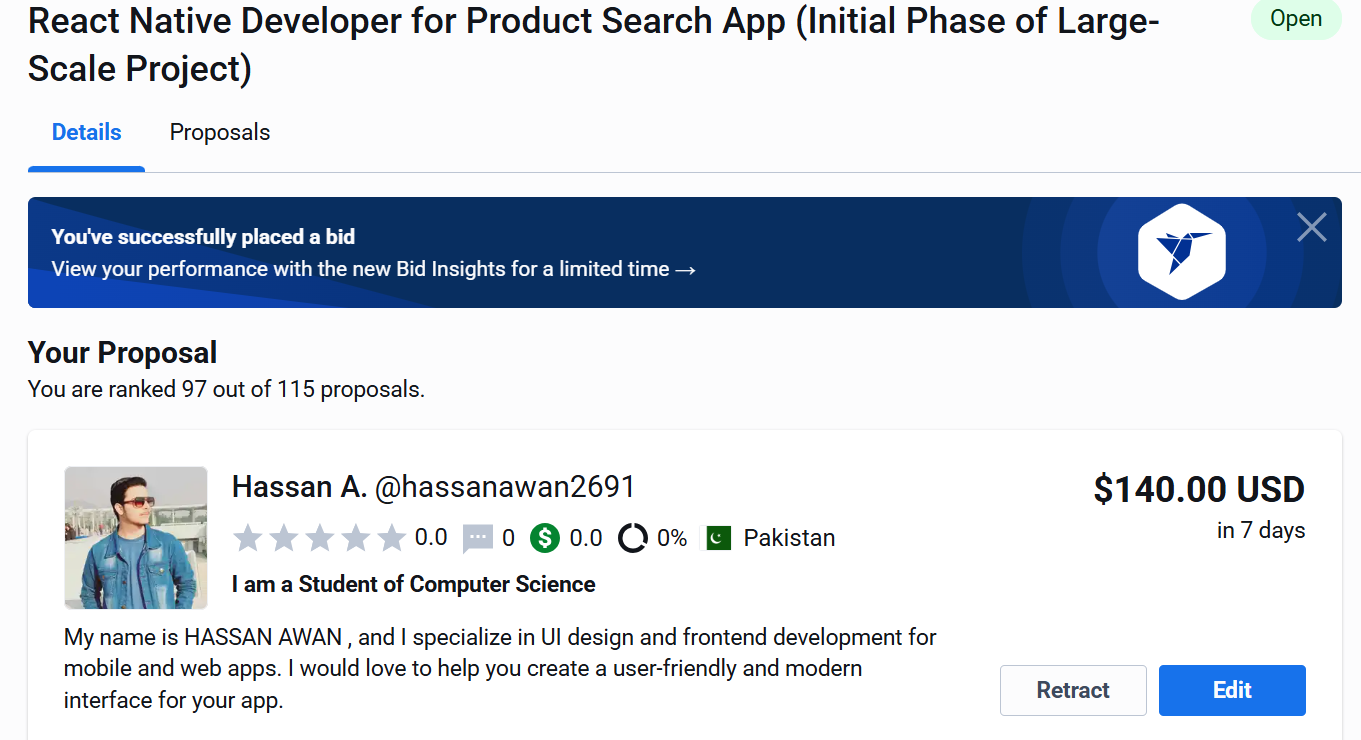 React Native Developer for Product Search App (Initial Phase of Large-
Scale Project)
Open
Details
Proposals
You've successfully placed a bid
View your performance with the new Bid Insights for a limited time →
Your Proposal
You are ranked 97 out of 115 proposals.
Hassan A. @hassanawan2691
$140.00 USD
in 7 days
0.0 0 $ 0.0 0% Pakistan
I am a Student of Computer Science
My name is HASSAN AWAN , and I specialize in UI design and frontend development for
mobile and web apps. I would love to help you create a user-friendly and modern
interface for your app.
Retract
Edit